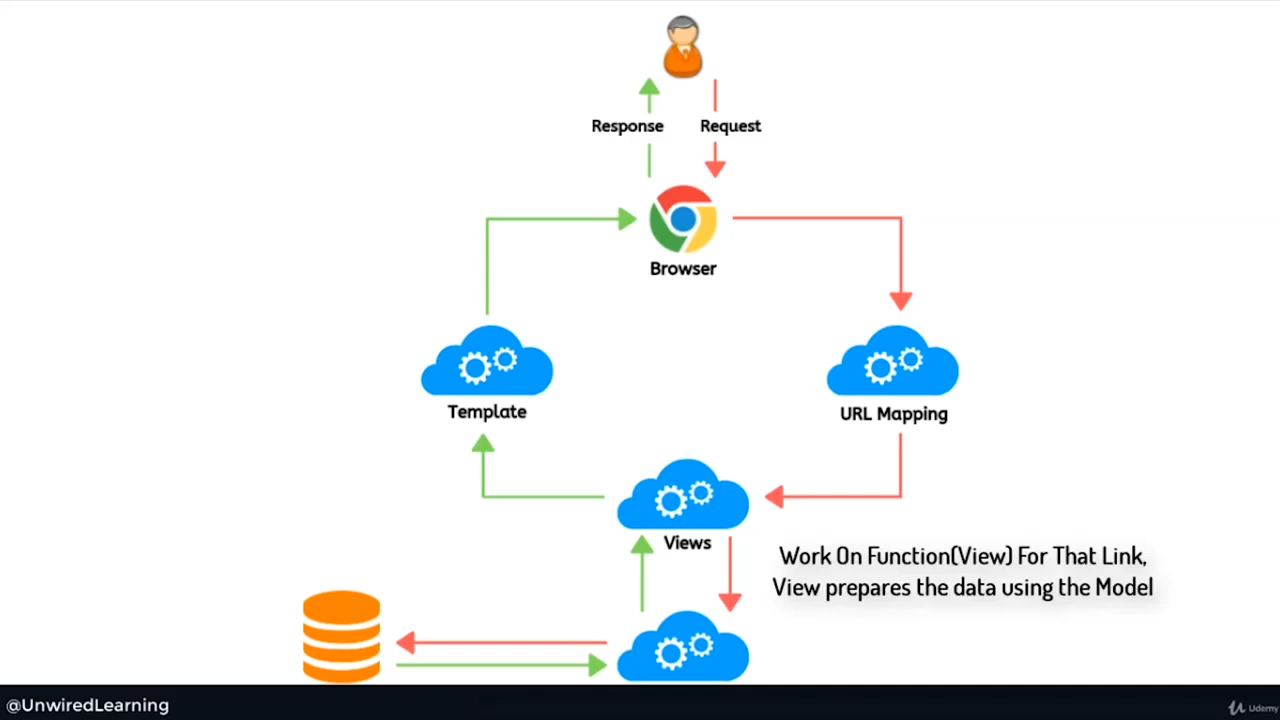 Response
Request
Browser
Template
URL Mapping
Views
Work On Function(View) For That Link,
View prepares the data using the Model
@UnwiredLearning
Udemy